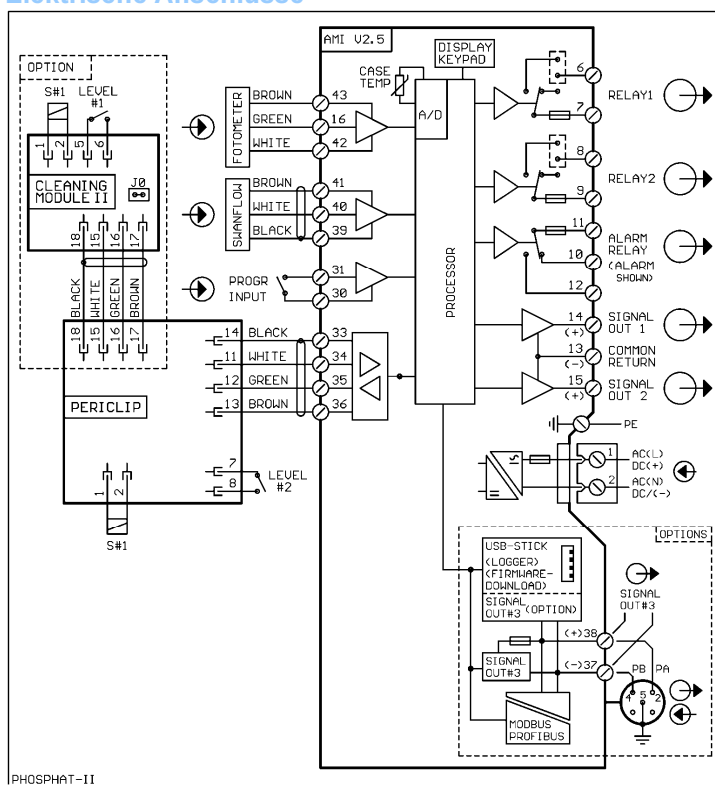 Elektrische Anschlüsse
AMI V2.5
OPTION
S#1
LEVEL
#1
1
2
5
6
CLEANING
MODULE II
J0
18
15
16
17
BLACK
WHITE
GREEN
BROWN
18
15
16
17
PERICLIP
14 BLACK 33
11 WHITE 34
12 GREEN 35
13 BROWN 36
7
8
LEVEL
#2
1
2
S#1
FOTOMETER
BROWN 43
GREEN 16
WHITE 42
SWANFLOW
BROWN 41
WHITE 40
BLACK 39
PROGR
INPUT
31
30
CASE
TEMP
DISPLAY
KEYPAD
A/D
PROCESSOR
6
RELAY1
7
8
RELAY2
9
11
ALARM
RELAY
10
(ALARM
SHOWN)
12
14
(+)
SIGNAL
OUT 1
13
(-)
COMMON
RETURN
15
(+)
SIGNAL
OUT 2
PE
1
AC(L)
DC(+)
2
AC(N)
DC/(-)
OPTIONS
USB-STICK
(LOGGER)
(FIRMWARE-
DOWNLOAD)
SIGNAL
OUT#3 (OPTION)
SIGNAL
OUT#3
(+)38
SIGNAL
OUT#3
(-)37
PB
PA
4
5
2
MODBUS
PROFIBUS
PHOSPHAT-II